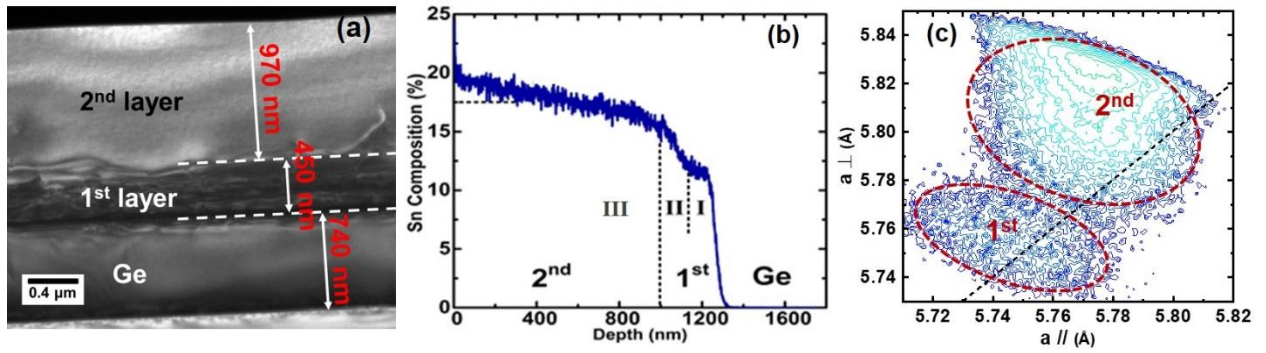 (a)
970 nm
2nd layer
450 nm
1st layer
740 nm
Ge
0.4 μm
(b)
Sn Composition (%)
25
20
15
10
5
0
III
II
I
2nd
1st
Ge
0
400
800
1200
1600
Depth (nm)
(c)
a ⊥ (Å)
5.84
5.82
5.80
5.78
5.76
5.74
2nd
1st
5.72
5.74
5.76
5.78
5.80
5.82
a // (Å)